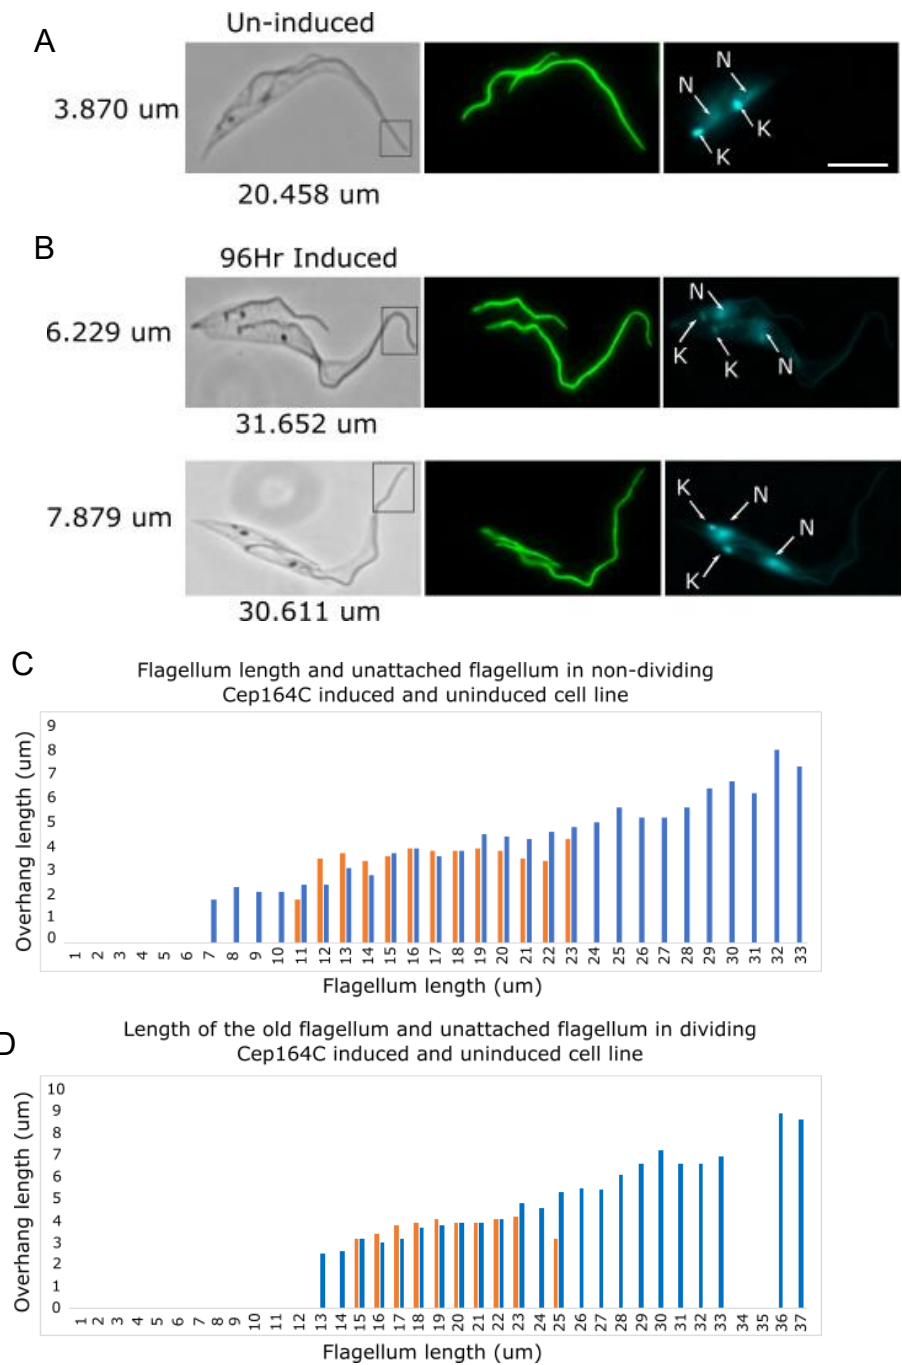 A
Un-induced
3.870 um
N
N
K
K
20.458 um
B
96Hr Induced
6.229 um
N
K
K
N
31.652 um
7.879 um
K
N
N
K
30.611 um
C
Flagellum length and unattached flagellum in non-dividing
Cep164C induced and uninduced cell line
Overhang length (um)
9
8
7
6
5
4
3
2
1
0
1 2 3 4 5 6 7 8 9 10 11 12 13 14 15 16 17 18 19 20 21 22 23 24 25 26 27 28 29 30 31 32 33
Flagellum length (um)
D
Length of the old flagellum and unattached flagellum in dividing
Cep164C induced and uninduced cell line
Overhang length (um)
10
9
8
7
6
5
4
3
2
1
0
1 2 3 4 5 6 7 8 9 10 11 12 13 14 15 16 17 18 19 20 21 22 23 24 25 26 27 28 29 30 31 32 33 34 35 36 37
Flagellum length (um)